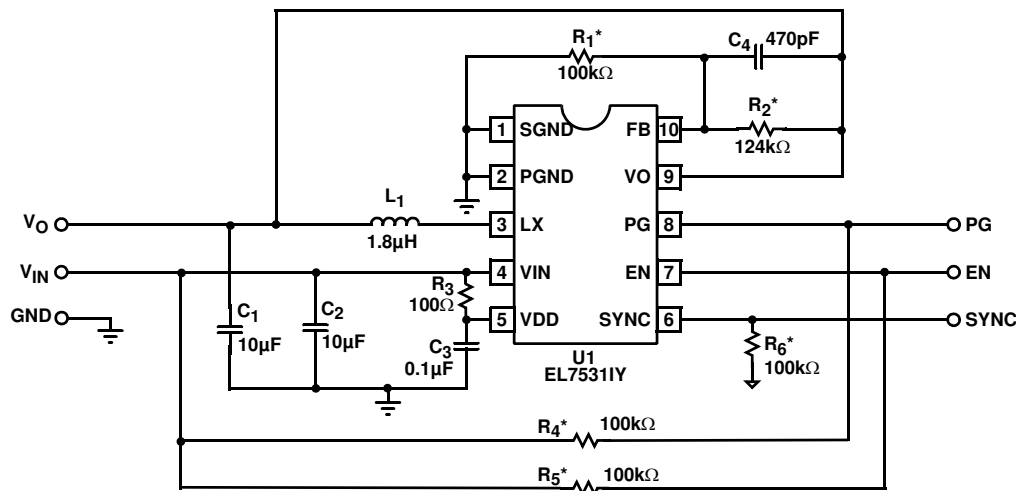 R1*
100kΩ
C4 470pF
R2*
124kΩ
1 SGND
FB 10
2 PGND
VO 9
L1
1.8µH
VO
3 LX
PG 8
PG
VIN
4 VIN
EN 7
EN
R3
100Ω
GND
5 VDD
SYNC 6
SYNC
C1
10µF
C2
10µF
C3
0.1µF
U1
EL7531IY
R6*
100kΩ
R4* 100kΩ
R5* 100kΩ